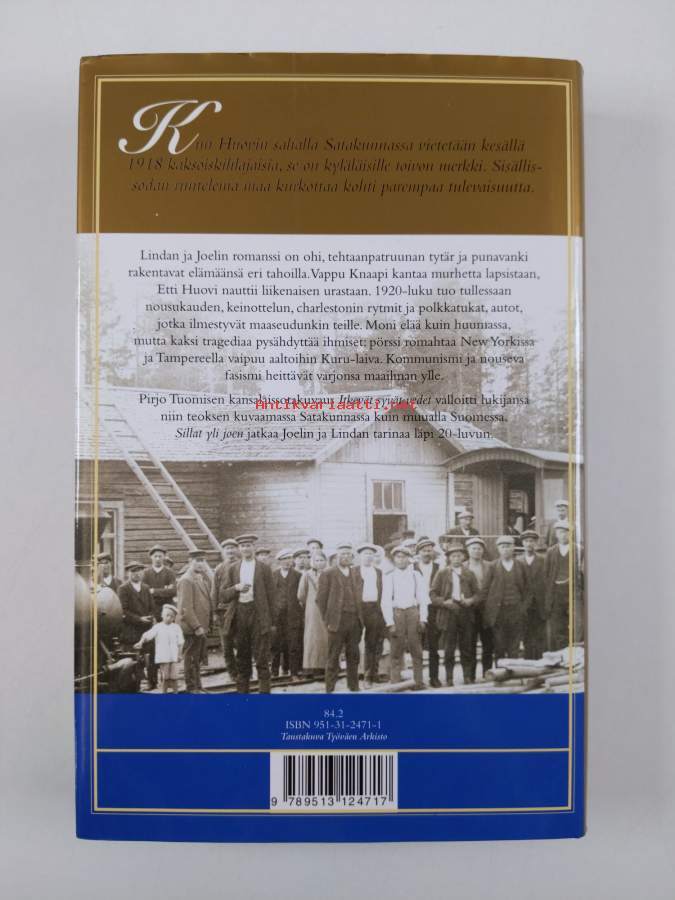 Kun Huovin sahalla Satakunnassa vietetään kesällä
1918 kaksoiskihlajaisia, se on kyläläisille toivon merkki. Sisällis-
sodan runtelema maa kurkottaa kohti parempaa tulevaisuutta.
Lindan ja Joelin romanssi on ohi, tehtaanpatruunan tytär ja punavanki
rakentavat elämäänsä eri tahoilla. Vappu Knaapi kantaa murhetta lapsistaan,
Etti Huovi nauttii liikenaisen urastaan. 1920-luku tuo tullessaan
nousukauden, keinottelun, charlestonin rytmit ja polkkatukat, autot,
jotka ilmestyvät maaseudunkin teille. Moni elää kuin huumassa,
mutta kaksi tragediaa pysähdyttää ihmiset: pörssi romahtaa New Yorkissa
ja Tampereella vaipuu aaltoihin Kuru-laiva. Kommunismi ja nouseva
fasismi heittävät varjonsa maailman ylle.
Pirjo Tuomisen kansalaissotakuvaus Itkevät syvät vedet valloitti lukijansa
Antikvariaatti.net
niin teoksen kuvaamassa Satakunnassa kuin muualla Suomessa.
Sillat yli joen jatkaa Joelin ja Lindan tarinaa läpi 20-luvun.
84.2
ISBN 951-31-2471-1
Taustakuva Työväen Arkisto
9 789513 124717